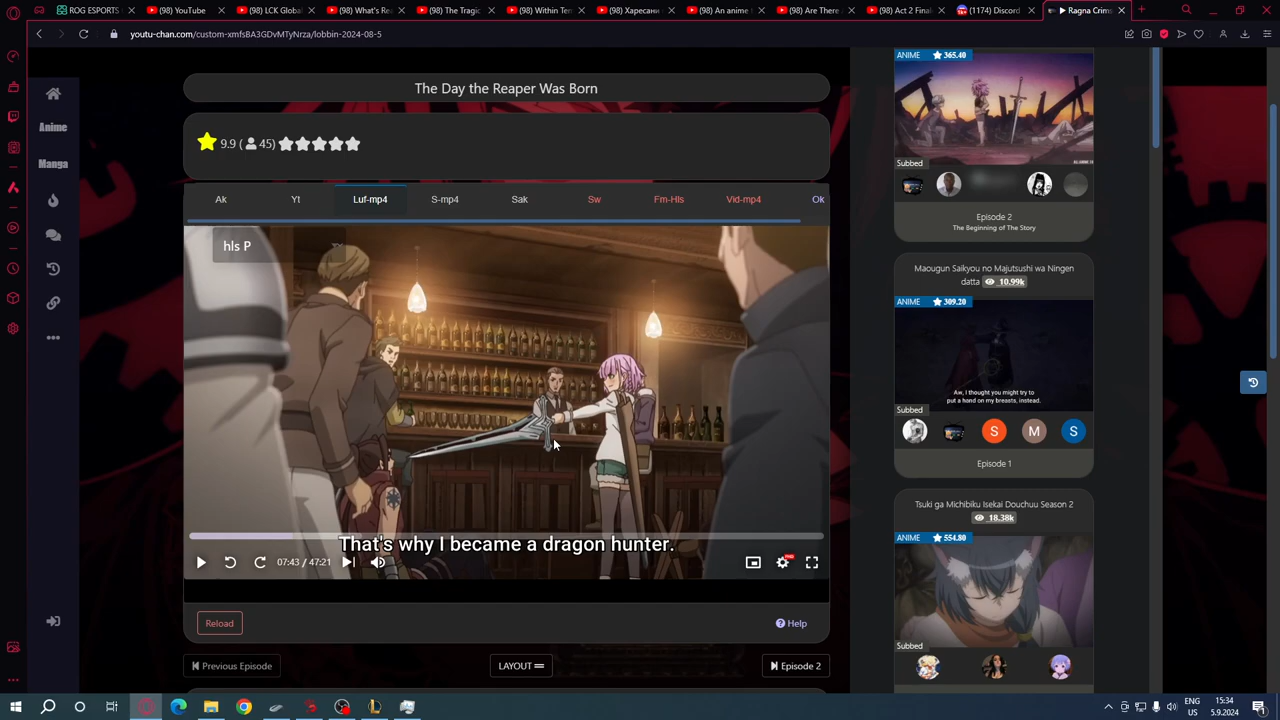 ROG ESPORTS
(98) YouTube
(98) LCK Global
(98) What's Rea
(98) The Tragic
(98) Within Tem
(98) Харесани
(98) An anime t
(98) Are There A
(98) Act 2 Finale
(1174) Discord
Ragna Crims
youtu-chan.com/custom-xmfsBA3GDvMTyNrza/lobbin-2024-08-5
Anime
Manga
The Day the Reaper Was Born
9.9 ( 45)
Ak
Yt
Luf-mp4
S-mp4
Sak
Sw
Fm-Hls
Vid-mp4
Ok
hls P
That's why I became a dragon hunter.
07:43 / 47:21
Reload
Help
Previous Episode
LAYOUT
Episode 2
ANIME 365.40
Subbed
Episode 2
The Beginning of The Story
Maougun Saikyou no Majutsushi wa Ningen
datta 10.99k
ANIME 309.20
Aw, I thought you might try to
put a hand on my breasts, instead.
Subbed
Episode 1
Tsuki ga Michibiku Isekai Douchuu Season 2
18.38k
ANIME 554.80
Subbed
ENG
US
15:34
5.9.2024